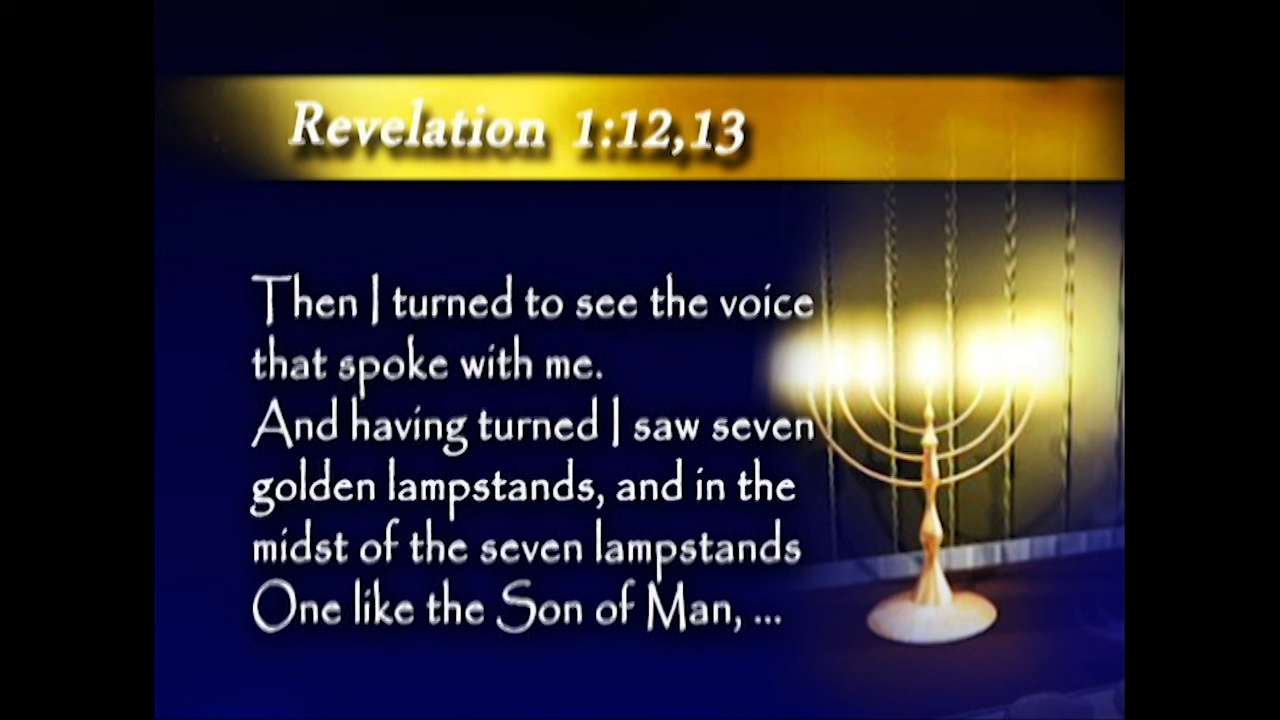 Revelation 1:12,13
Then I turned to see the voice
that spoke with me.
And having turned I saw seven
golden lampstands, and in the
midst of the seven lampstands
One like the Son of Man, ...